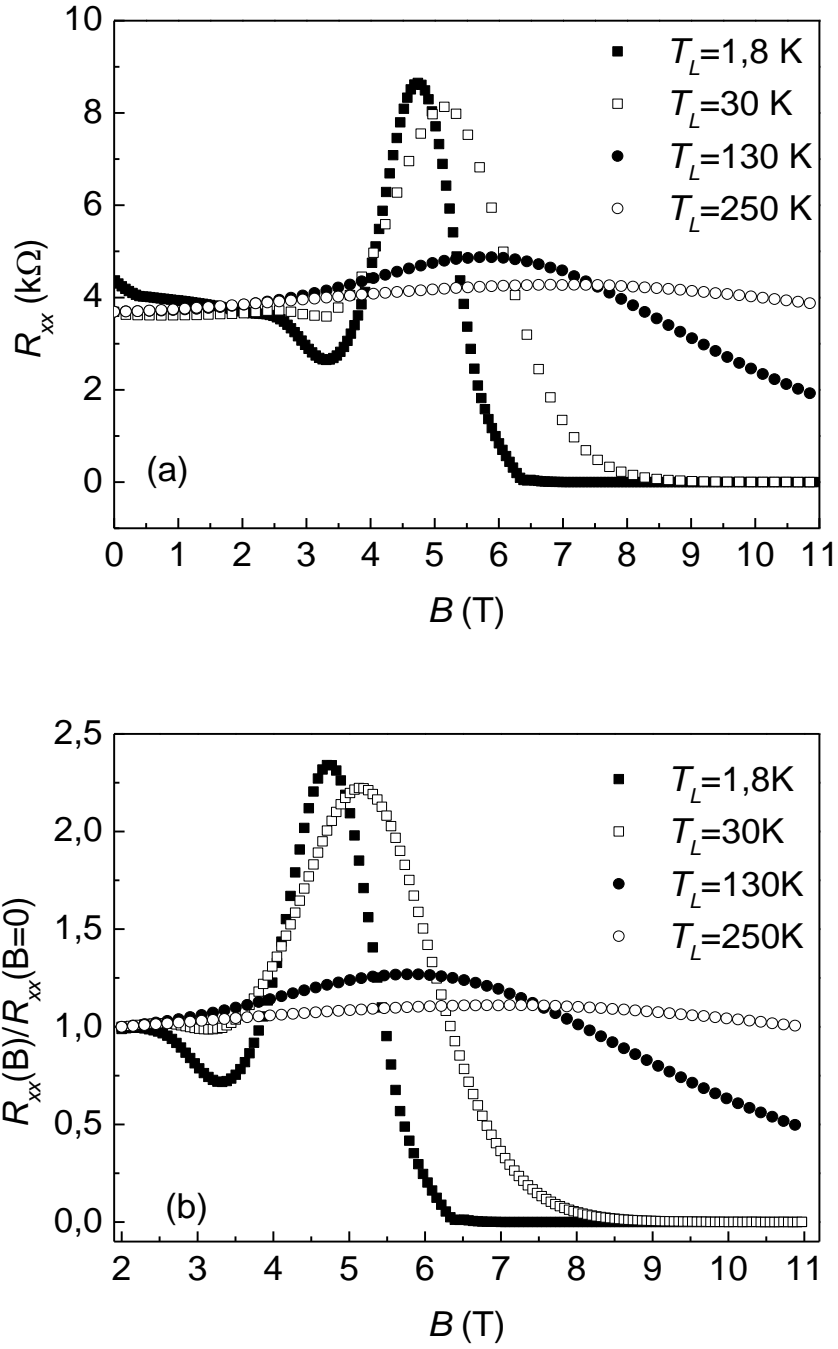 10
8
6
4
2
0
R_xx (kΩ)
T_L=1,8 K
T_L=30 K
T_L=130 K
T_L=250 K
(a)
0 1 2 3 4 5 6 7 8 9 10 11
B (T)
2,5
2,0
1,5
1,0
0,5
0,0
R_xx(B)/R_xx(B=0)
T_L=1,8K
T_L=30K
T_L=130K
T_L=250K
(b)
2 3 4 5 6 7 8 9 10 11
B (T)